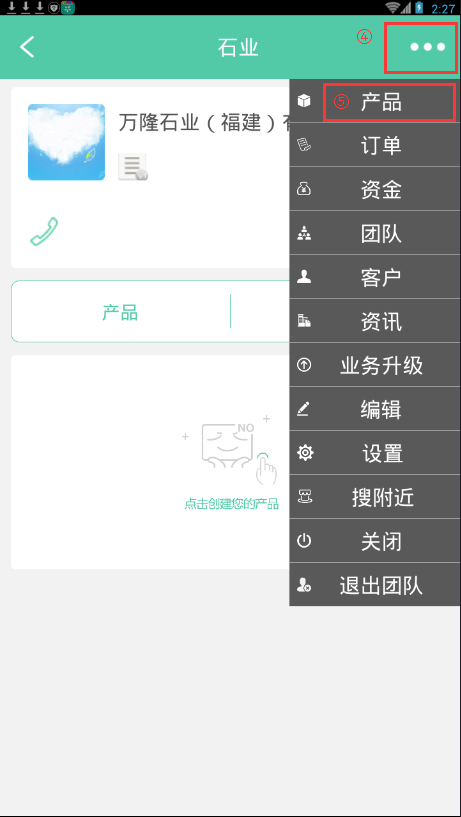 2:27
石业
④
⑤
产品
万隆石业（福建）
订单
资金
团队
客户
资讯
产品
业务升级
编辑
NO
设置
搜附近
点击创建您的产品
关闭
退出团队